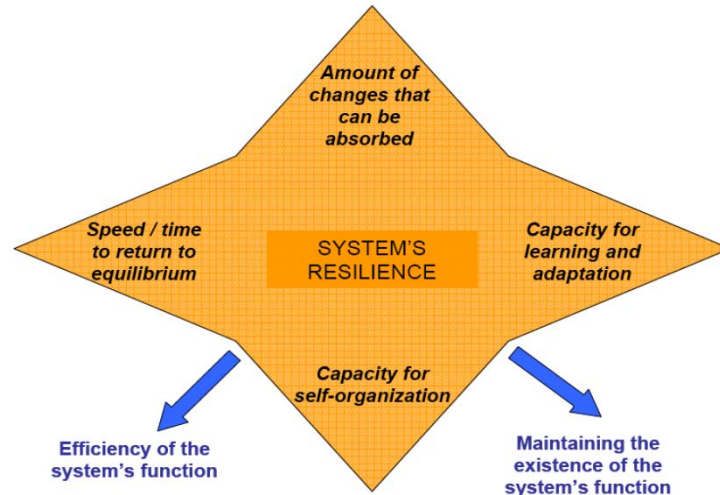 Amount of
changes that
can be
absorbed
Speed / time
to return to
equilibrium
SYSTEM'S
RESILIENCE
Capacity for
learning and
adaptation
Capacity for
self-organization
Efficiency of the
system's function
Maintaining the
existence of the
system's function